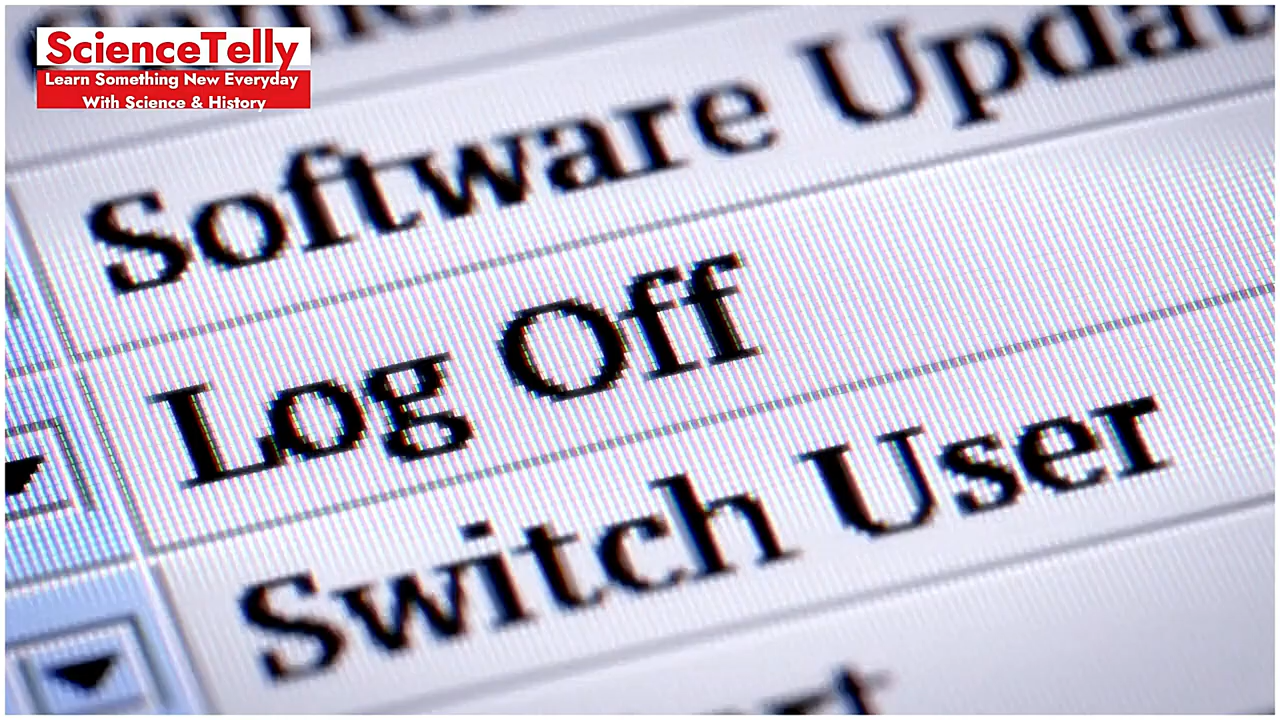 ScienceTelly
Learn Something New Everyday
With Science & History
Software Updat
Log Off
Switch User